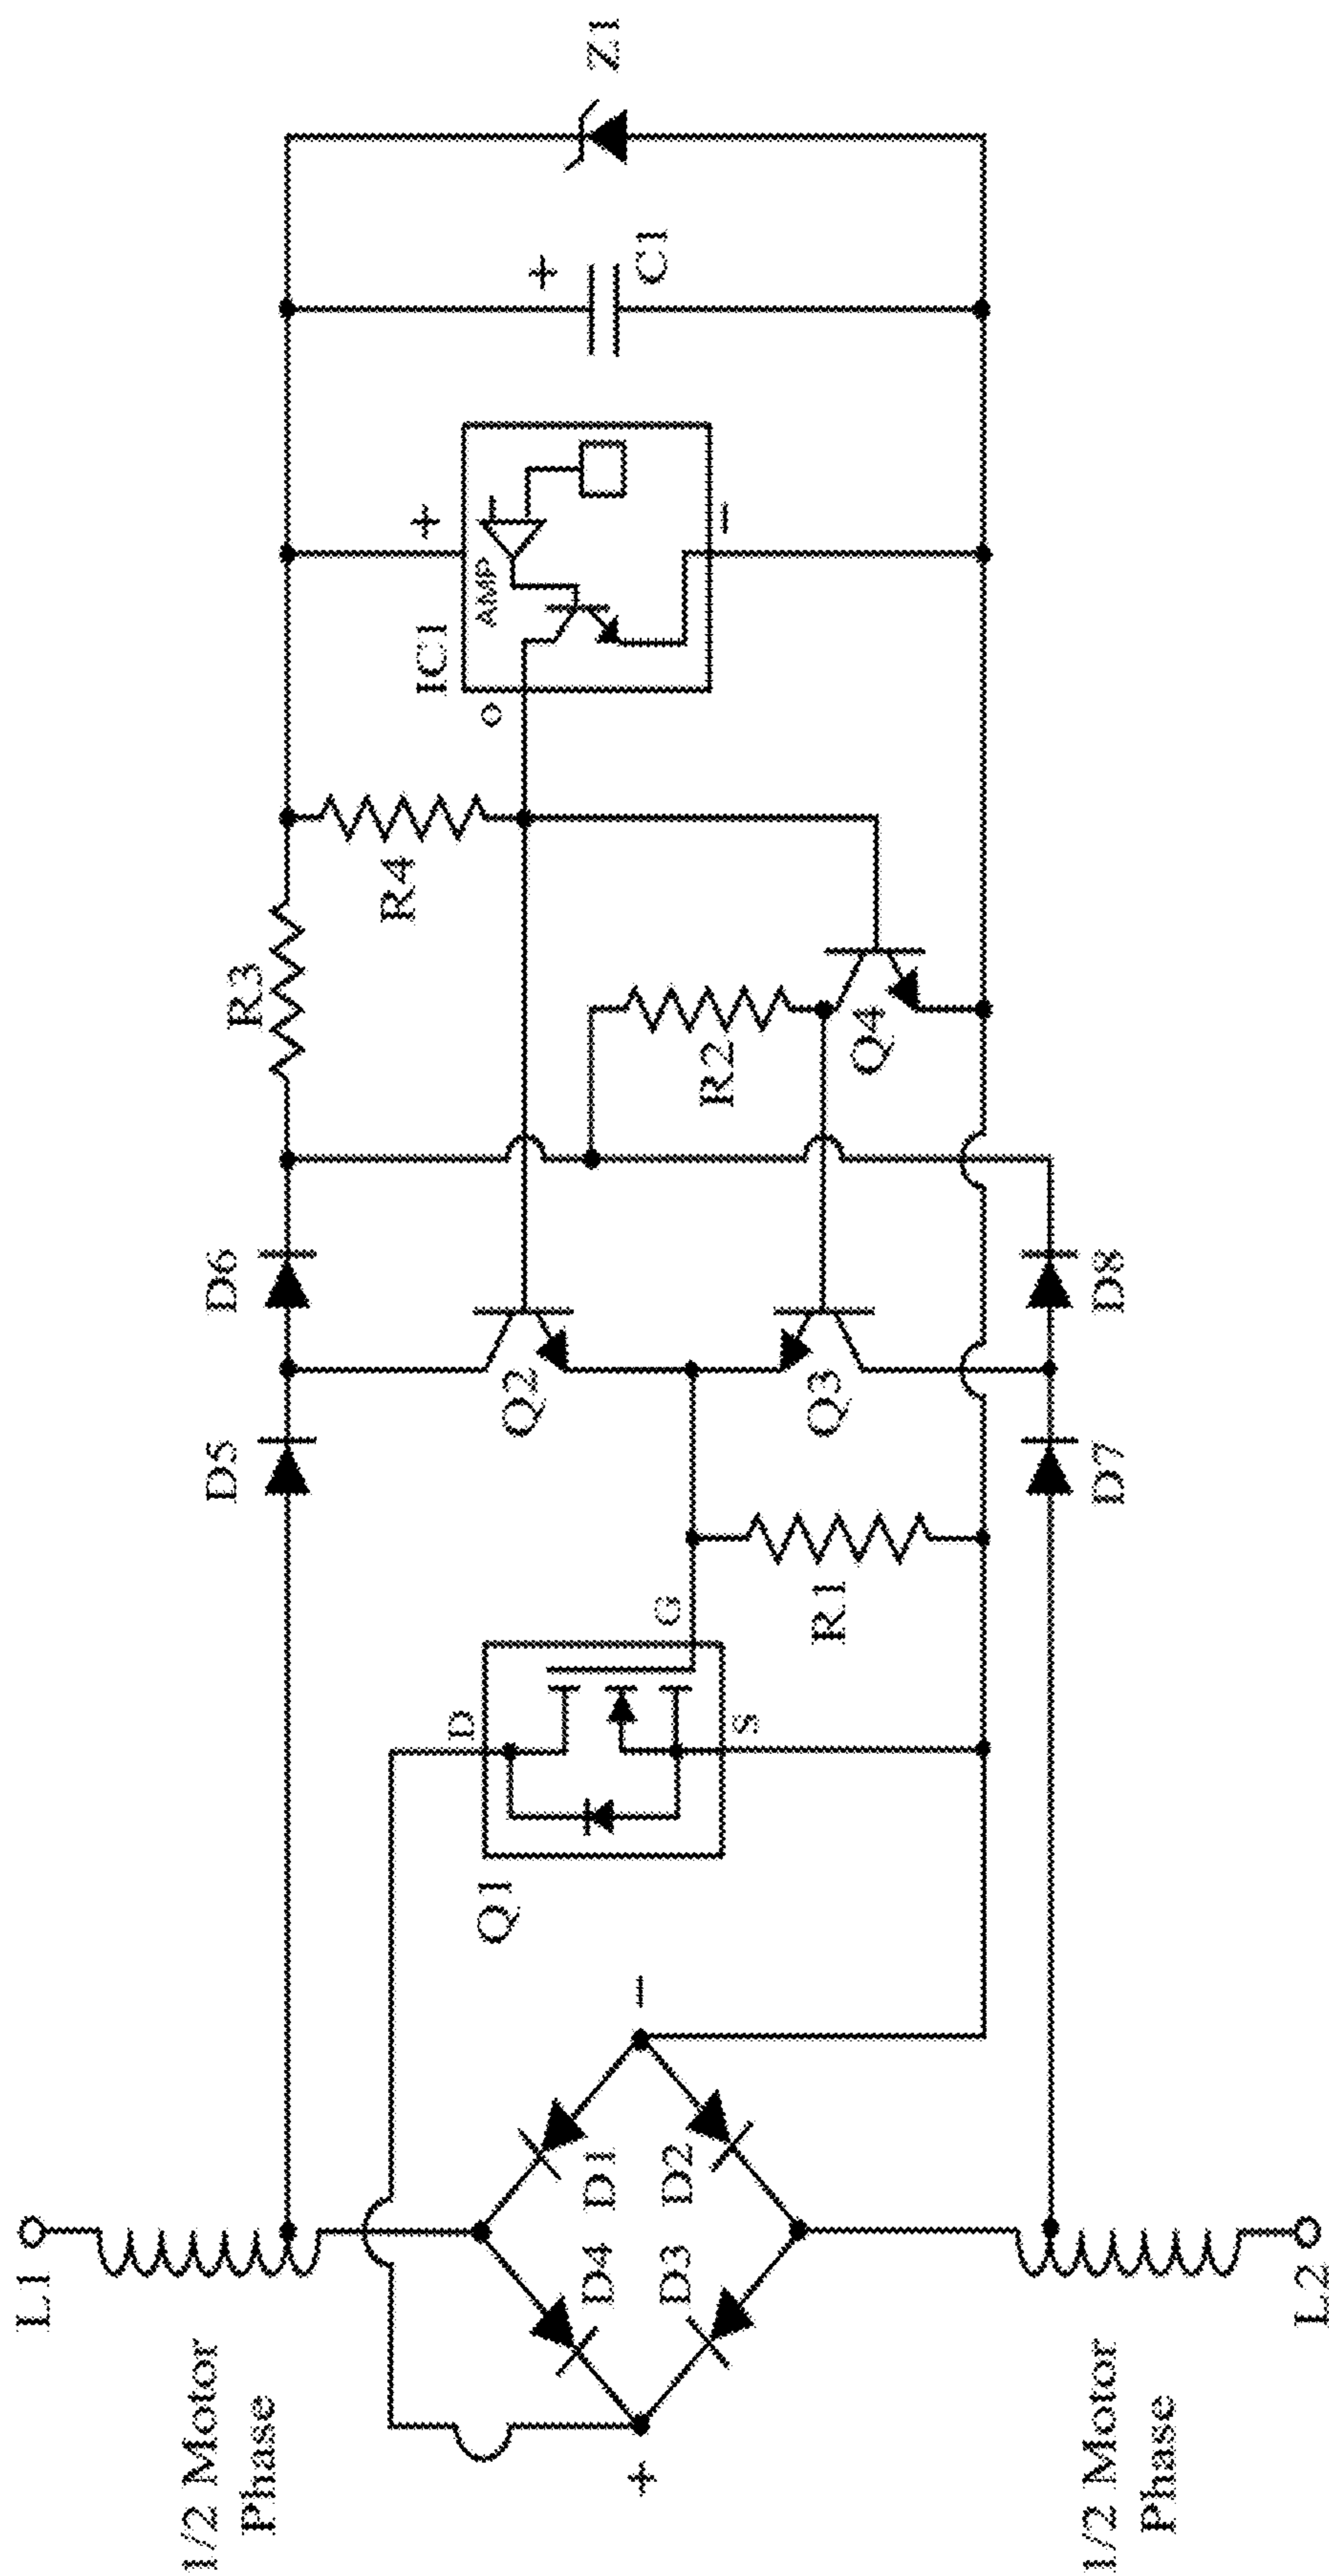 L1
1/2 Motor
Phase
D5
D6
R3
R4
IC1
+
AMP
O
−
+
C1
Z1
Q1
D
G
S
R1
Q2
Q3
R2
Q4
D1
D2
D3
D4
+
−
D7
D8
1/2 Motor
Phase
L2